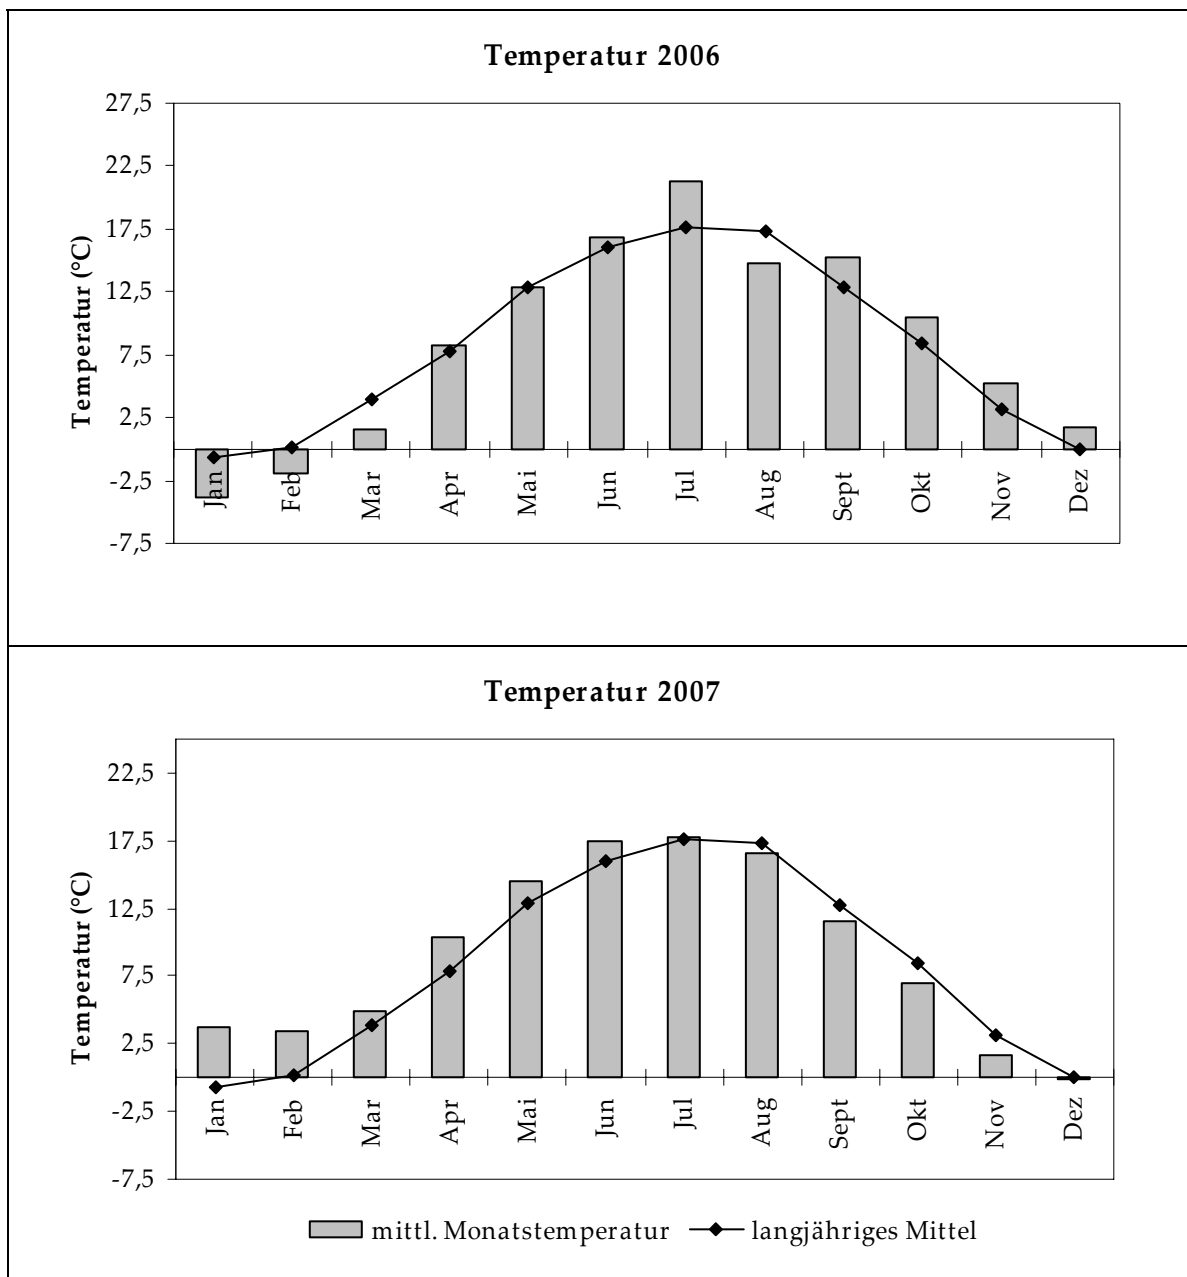 Temperatur 2006
27,5
22,5
17,5
12,5
7,5
2,5
-2,5
-7,5
Temperatur (°C)
Jan Feb Mar Apr Mai Jun Jul Aug Sept Okt Nov Dez
Temperatur 2007
22,5
17,5
12,5
7,5
2,5
-2,5
-7,5
Temperatur (°C)
Jan Feb Mar Apr Mai Jun Jul Aug Sept Okt Nov Dez
mittl. Monatstemperatur langjähriges Mittel